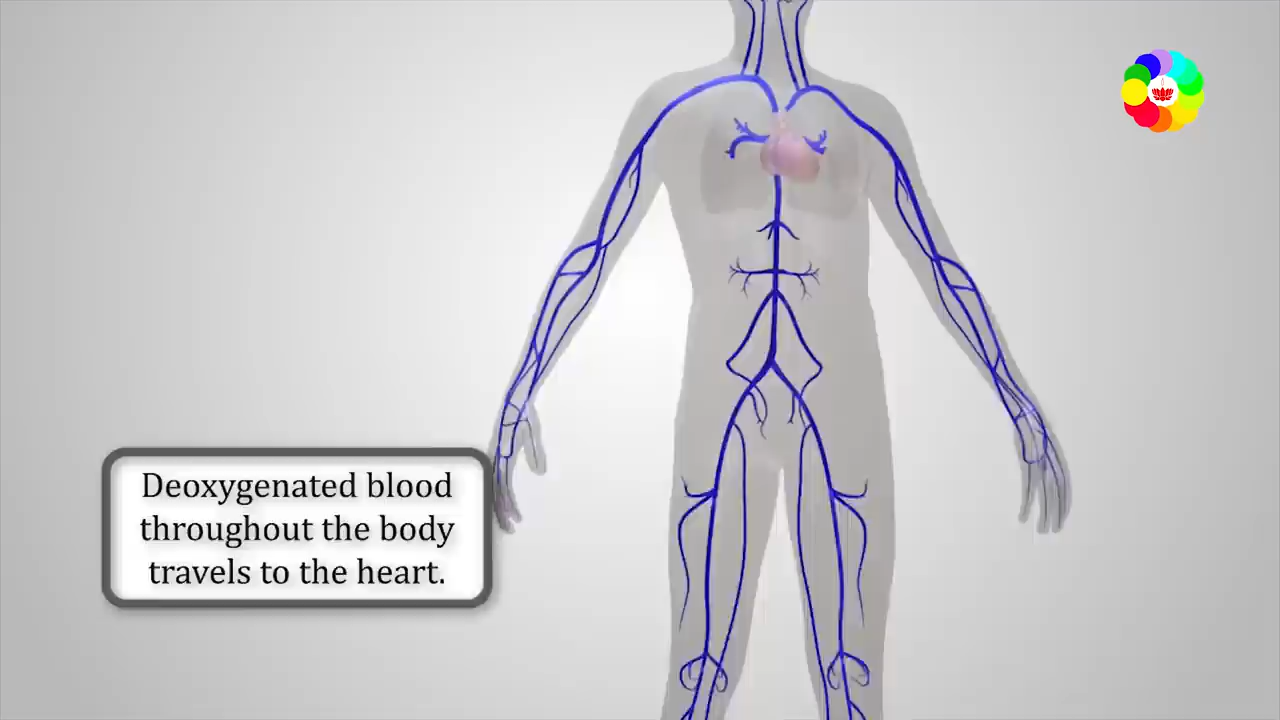 Deoxygenated blood
throughout the body
travels to the heart.